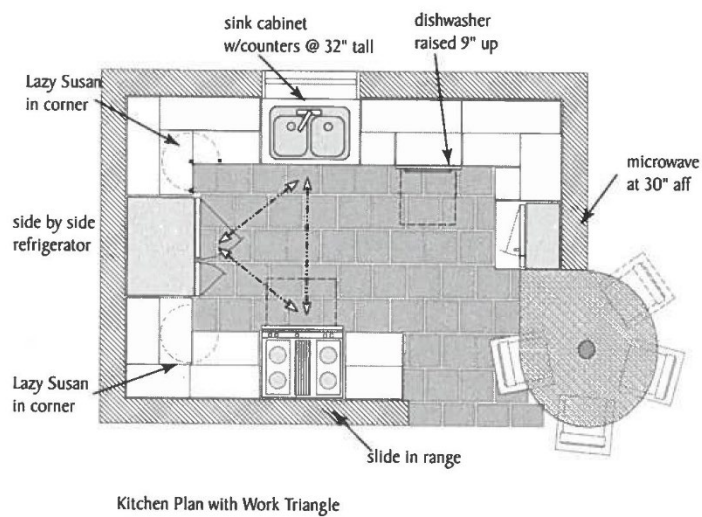 sink cabinet
w/counters @ 32" tall
dishwasher
raised 9" up
Lazy Susan
in corner
microwave
at 30" aff
side by side
refrigerator
Lazy Susan
in corner
slide in range
Kitchen Plan with Work Triangle